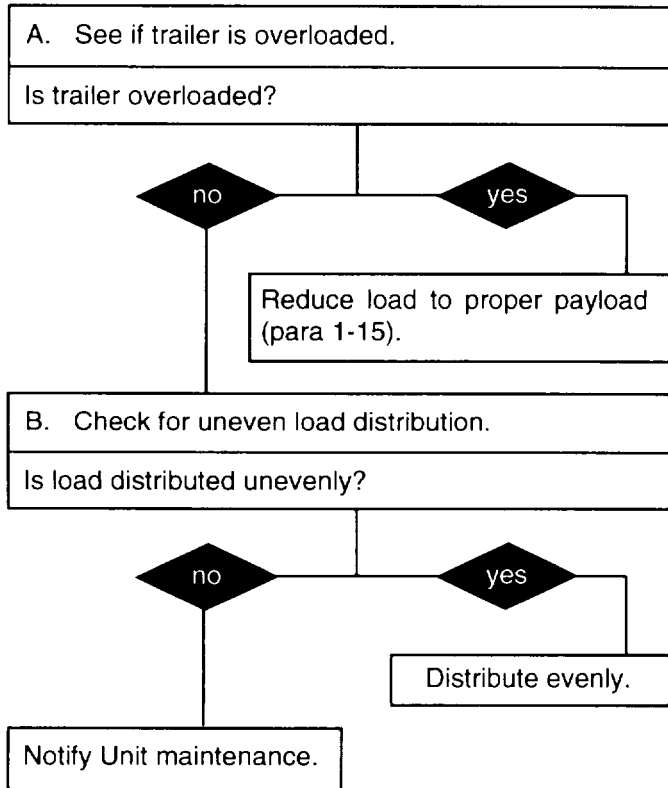 A. See if trailer is overloaded.
Is trailer overloaded?
no
yes
Reduce load to proper payload
(para 1-15).
B. Check for uneven load distribution.
Is load distributed unevenly?
no
yes
Distribute evenly.
Notify Unit maintenance.